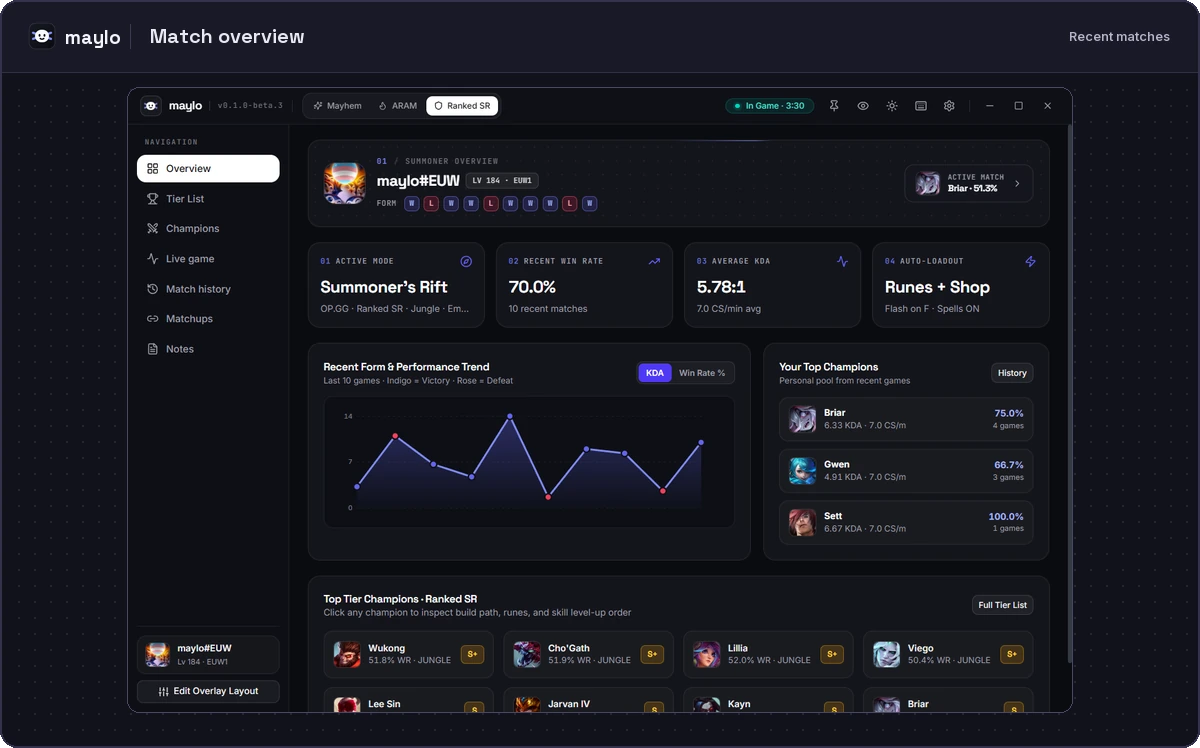 maylo
Match overview
Recent matches
maylo
v0.1.0-beta.3
Mayhem
ARAM
Ranked SR
In Game · 3:30
NAVIGATION
Overview
Tier List
Champions
Live game
Match history
Matchups
Notes
maylo#EUW
Lv 184 · EUW1
Edit Overlay Layout
01 / SUMMONER OVERVIEW
maylo#EUW
LV 184 · EUW1
FORM W L W W L W W W L W
ACTIVE MATCH
Briar · 51.3%
01 ACTIVE MODE
Summoner's Rift
OP.GG · Ranked SR · Jungle · Em...
02 RECENT WIN RATE
70.0%
10 recent matches
03 AVERAGE KDA
5.78:1
7.0 CS/min avg
04 AUTO-LOADOUT
Runes + Shop
Flash on F · Spells ON
Recent Form & Performance Trend
Last 10 games · Indigo = Victory · Rose = Defeat
KDA
Win Rate %
14
7
0
Your Top Champions
Personal pool from recent games
History
Briar
6.33 KDA · 7.0 CS/m
75.0%
4 games
Gwen
4.91 KDA · 7.0 CS/m
66.7%
3 games
Sett
6.67 KDA · 7.0 CS/m
100.0%
1 games
Top Tier Champions · Ranked SR
Click any champion to inspect build path, runes, and skill level-up order
Full Tier List
Wukong
51.8% WR · JUNGLE
S+
Cho'Gath
51.9% WR · JUNGLE
S+
Lillia
52.0% WR · JUNGLE
S+
Viego
50.4% WR · JUNGLE
S+
Lee Sin
S
Jarvan IV
S
Kayn
S
Briar
S